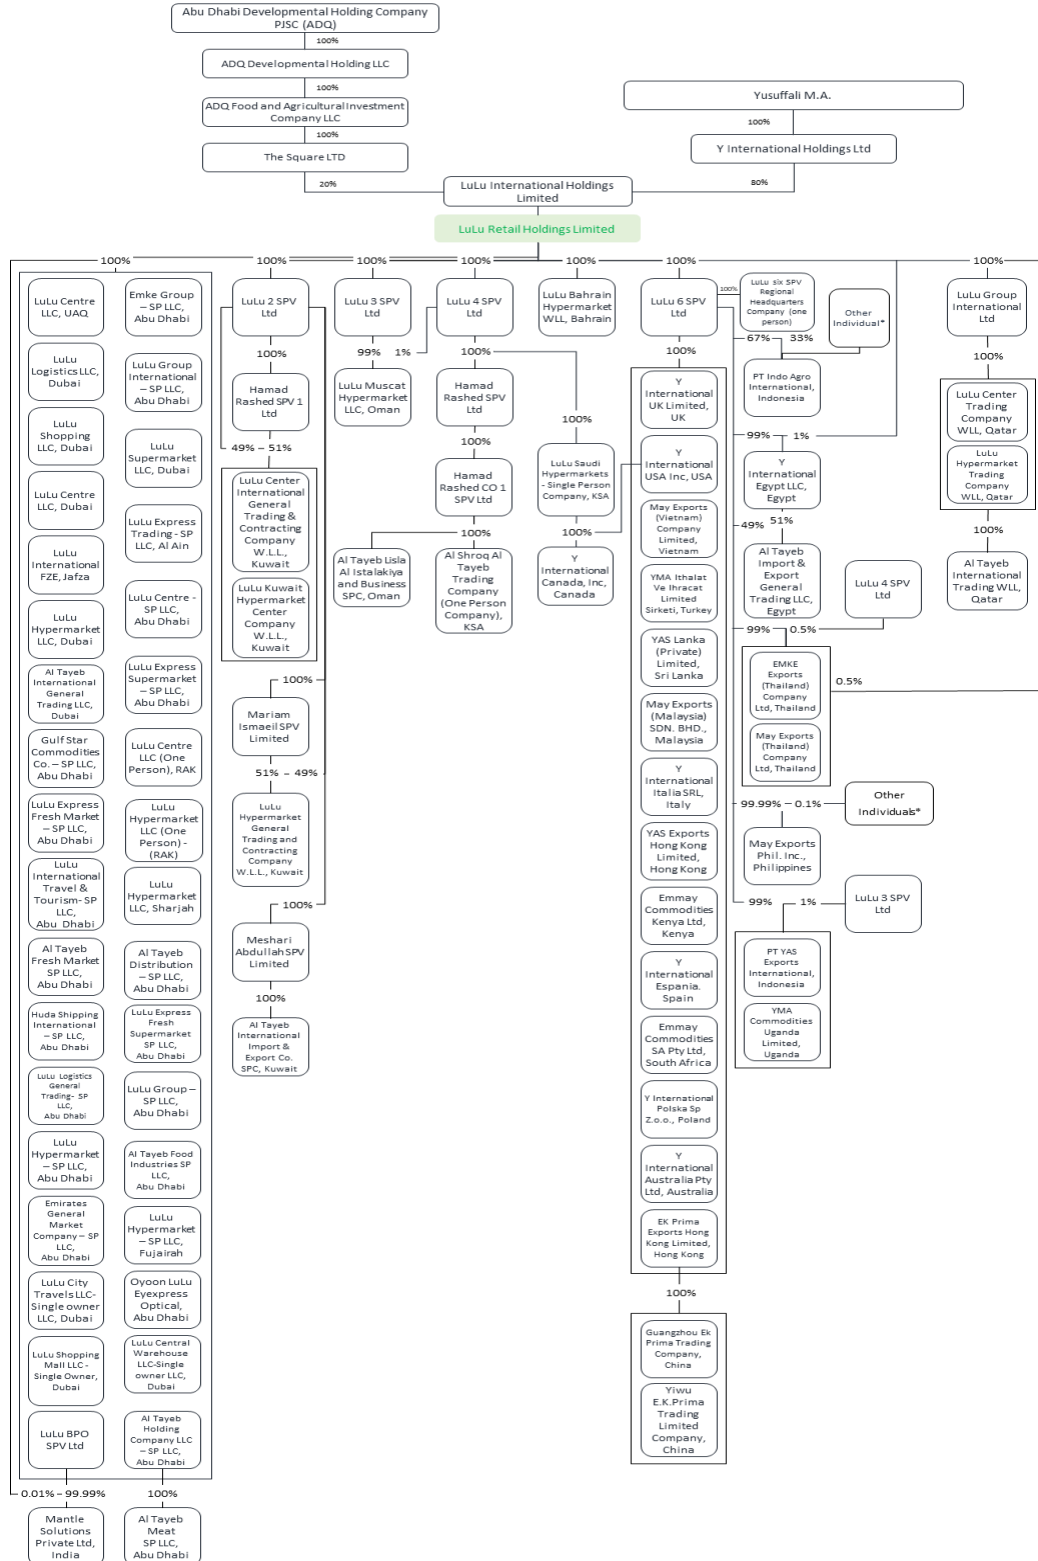 Abu Dhabi Developmental Holding Company
PJSC (ADQ)
100%
ADQ Developmental Holding LLC
100%
ADQ Food and Agricultural Investment
Company LLC
100%
The Square LTD
20%
Yusuffali M.A.
100%
Y International Holdings Ltd
80%
LuLu International Holdings
Limited
LuLu Retail Holdings Limited
100%
100%
100%
100%
100%
100%
100%
LuLu Centre
LLC, UAQ
LuLu
Logistics LLC,
Dubai
LuLu
Shopping
LLC, Dubai
LuLu Centre
LLC, Dubai
LuLu
International
FZE, Jafza
LuLu
Hypermarket
LLC, Dubai
Al Tayeb
International
General
Trading LLC,
Dubai
Gulf Star
Commodities
Co. – SP LLC,
Abu Dhabi
LuLu Express
Fresh Market
– SP LLC,
Abu Dhabi
LuLu
International
Travel &
Tourism- SP
LLC,
Abu Dhabi
Al Tayeb
Fresh Market
SP LLC,
Abu Dhabi
Huda Shipping
International
– SP LLC,
Abu Dhabi
LuLu Logistics
General
Trading- SP
LLC,
Abu Dhabi
LuLu
Hypermarket
– SP LLC,
Abu Dhabi
Emirates
General
Market
Company – SP
LLC,
Abu Dhabi
LuLu City
Travels LLC-
Single owner
LLC, Dubai
LuLu Shopping
Mall LLC -
Single Owner,
Dubai
LuLu BPO
SPV Ltd
0.01% – 99.99%
Mantle
Solutions
Private Ltd,
India
Emke Group
– SP LLC,
Abu Dhabi
LuLu Group
International
– SP LLC,
Abu Dhabi
LuLu
Supermarket
LLC, Dubai
LuLu Express
Trading - SP
LLC, Al Ain
LuLu Centre -
SP LLC,
Abu Dhabi
LuLu Express
Supermarket
– SP LLC,
Abu Dhabi
LuLu Centre
LLC (One
Person), RAK
LuLu
Hypermarket
LLC (One
Person) -
(RAK)
LuLu
Hypermarket
LLC, Sharjah
Al Tayeb
Distribution
– SP LLC,
Abu Dhabi
LuLu Express
Fresh
Supermarket
SP LLC,
Abu Dhabi
LuLu Group –
SP LLC,
Abu Dhabi
Al Tayeb Food
Industries SP
LLC,
Abu Dhabi
LuLu
Hypermarket
– SP LLC,
Fujairah
Oyoon LuLu
Eyexpress
Optical,
Abu Dhabi
LuLu Central
Warehouse
LLC-Single
owner LLC,
Dubai
Al Tayeb
Holding
Company LLC
– SP LLC,
Abu Dhabi
100%
Al Tayeb
Meat
SP LLC,
Abu Dhabi
LuLu 2 SPV
Ltd
100%
Hamad
Rashed SPV 1
Ltd
49% – 51%
LuLu Center
International
General
Trading &
Contracting
Company
W.L.L.,
Kuwait
LuLu Kuwait
Hypermarket
Center
Company
W.L.L.,
Kuwait
100%
Mariam
Ismaeil SPV
Limited
51% – 49%
LuLu
Hypermarket
General
Trading and
Contracting
Company
W.L.L., Kuwait
100%
Meshari
Abdullah SPV
Limited
100%
Al Tayeb
International
Import &
Export Co.
SPC, Kuwait
LuLu 3 SPV
Ltd
99% 1%
LuLu Muscat
Hypermarket
LLC, Oman
LuLu 4 SPV
Ltd
100%
Hamad
Rashed SPV
Ltd
100%
Hamad
Rashed CO 1
SPV Ltd
100%
Al Tayeb Lisla
Al Istalakiya
and Business
SPC, Oman
Al Shroq Al
Tayeb
Trading
Company
(One Person
Company),
KSA
LuLu Bahrain
Hypermarket
WLL, Bahrain
100%
LuLu Saudi
Hypermarkets
- Single Person
Company, KSA
100%
Y
International
Canada, Inc,
Canada
LuLu 6 SPV
Ltd
100%
Y
International
UK Limited,
UK
Y
International
USA Inc, USA
May Exports
(Vietnam)
Company
Limited,
Vietnam
YMA Ithalat
Ve Ihracat
Limited
Sirketi, Turkey
YAS Lanka
(Private)
Limited,
Sri Lanka
May Exports
(Malaysia)
SDN. BHD.,
Malaysia
Y
International
Italia SRL,
Italy
YAS Exports
Hong Kong
Limited,
Hong Kong
Emmay
Commodities
Kenya Ltd,
Kenya
Y
International
Espania.
Spain
Emmay
Commodities
SA Pty Ltd,
South Africa
Y International
Polska Sp
Z.o.o., Poland
Y
International
Australia Pty
Ltd, Australia
EK Prima
Exports Hong
Kong Limited,
Hong Kong
100%
Guangzhou Ek
Prima Trading
Company,
China
Yiwu
E.K.Prima
Trading
Limited
Company,
China
100%
LuLu six SPV
Regional
Headquarters
Company (one
person)
Other
Individual*
67% 33%
PT Indo Agro
International,
Indonesia
99% 1%
Y
International
Egypt LLC,
Egypt
49% 51%
Al Tayeb
Import &
Export
General
Trading LLC,
Egypt
LuLu 4 SPV
Ltd
99% 0.5%
EMKE
Exports
(Thailand)
Company
Ltd, Thailand
May Exports
(Thailand)
Company
Ltd, Thailand
0.5%
99.99% – 0.1%
Other
Individuals*
May Exports
Phil. Inc.,
Philippines
99% 1%
LuLu 3 SPV
Ltd
PT YAS
Exports
International,
Indonesia
YMA
Commodities
Uganda
Limited,
Uganda
LuLu Group
International
Ltd
100%
LuLu Center
Trading
Company
WLL, Qatar
LuLu
Hypermarket
Trading
Company
WLL, Qatar
100%
Al Tayeb
International
Trading WLL,
Qatar